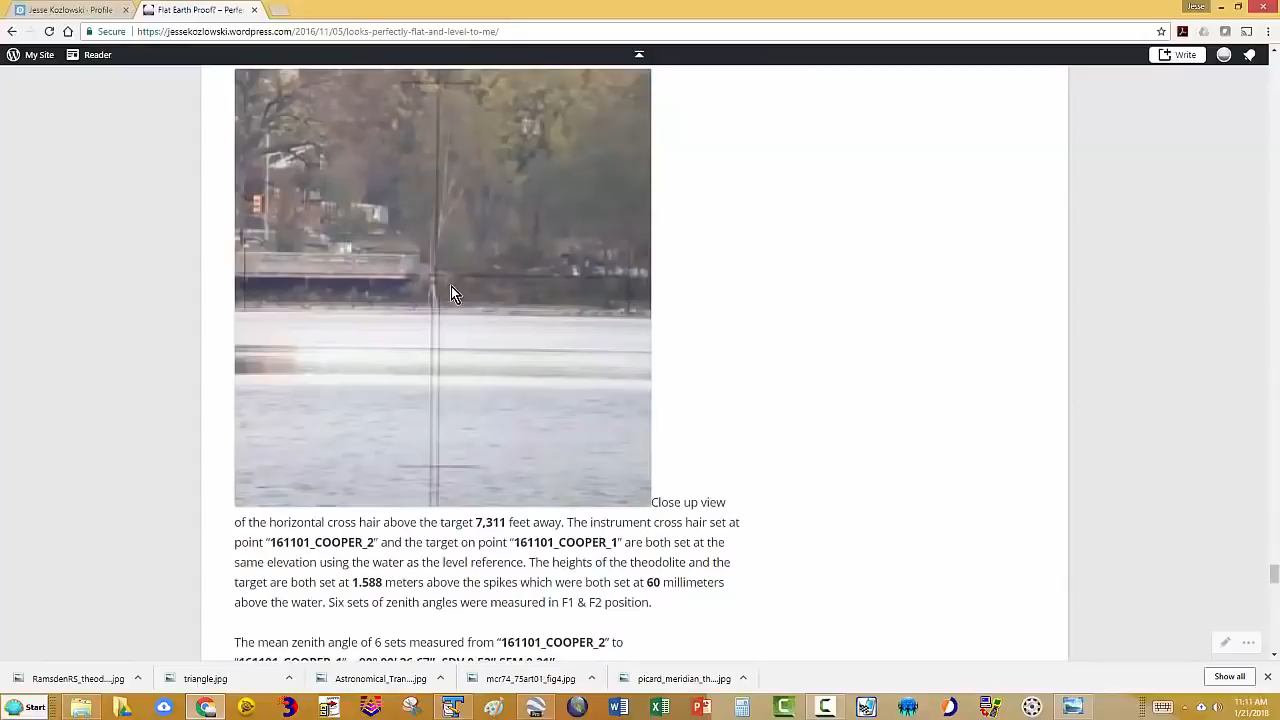 Jesse Kozlowski - Profile
Flat Earth Proof? – Perfe
Jesse
Secure
https://jessekozlowski.wordpress.com/2016/11/05/looks-perfectly-flat-and-level-to-me/
My Site
Reader
Write
Close up view
of the horizontal cross hair above the target 7,311 feet away. The instrument cross hair set at
point “161101_COOPER_2” and the target on point “161101_COOPER_1” are both set at the
same elevation using the water as the level reference. The heights of the theodolite and the
target are both set at 1.588 meters above the spikes which were both set at 60 millimeters
above the water. Six sets of zenith angles were measured in F1 & F2 position.
The mean zenith angle of 6 sets measured from “161101_COOPER_2” to
RamsdenRS_theod....jpg
triangle.jpg
Astronomical_Tran....jpg
mcr74_75art01_fig4.jpg
picard_meridian_th....jpg
Show all
Start
11:11 AM
1/21/2018